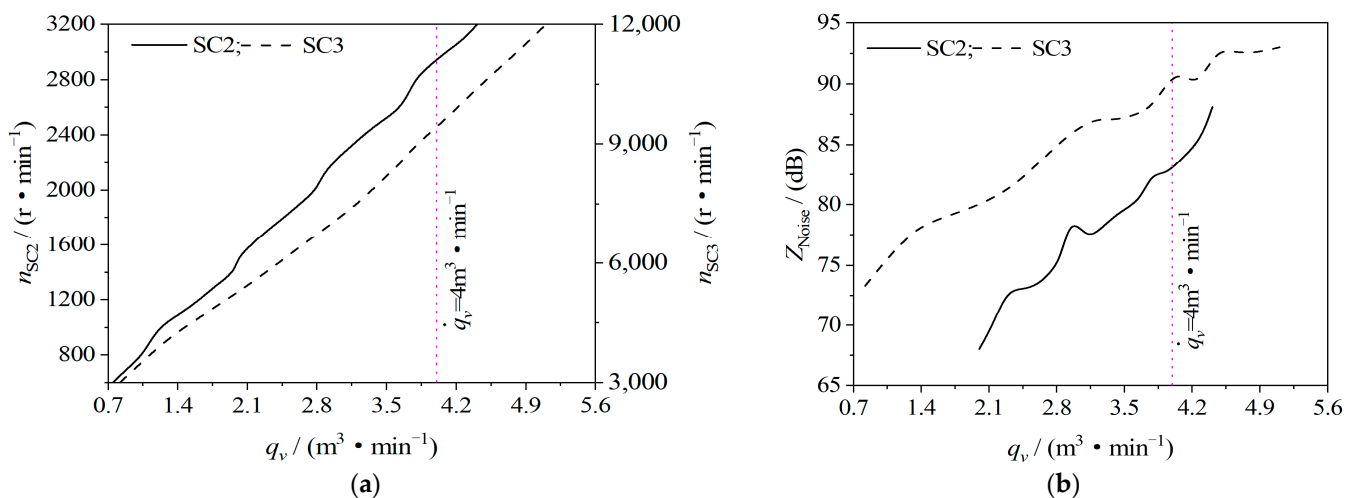 3200
2800
2400
2000
1600
1200
800
n_SC2 / (r • min⁻¹)
SC2; SC3
12,000
9,000
6,000
3,000
n_SC3 / (r • min⁻¹)
q̇_v=4m³ • min⁻¹
0.7 1.4 2.1 2.8 3.5 4.2 4.9 5.6
q_v / (m³ • min⁻¹)
(a)
95
90
85
80
75
70
65
Z_Noise / (dB)
SC2; SC3
q̇_v=4m³ • min⁻¹
0.7 1.4 2.1 2.8 3.5 4.2 4.9 5.6
q_v / (m³ • min⁻¹)
(b)